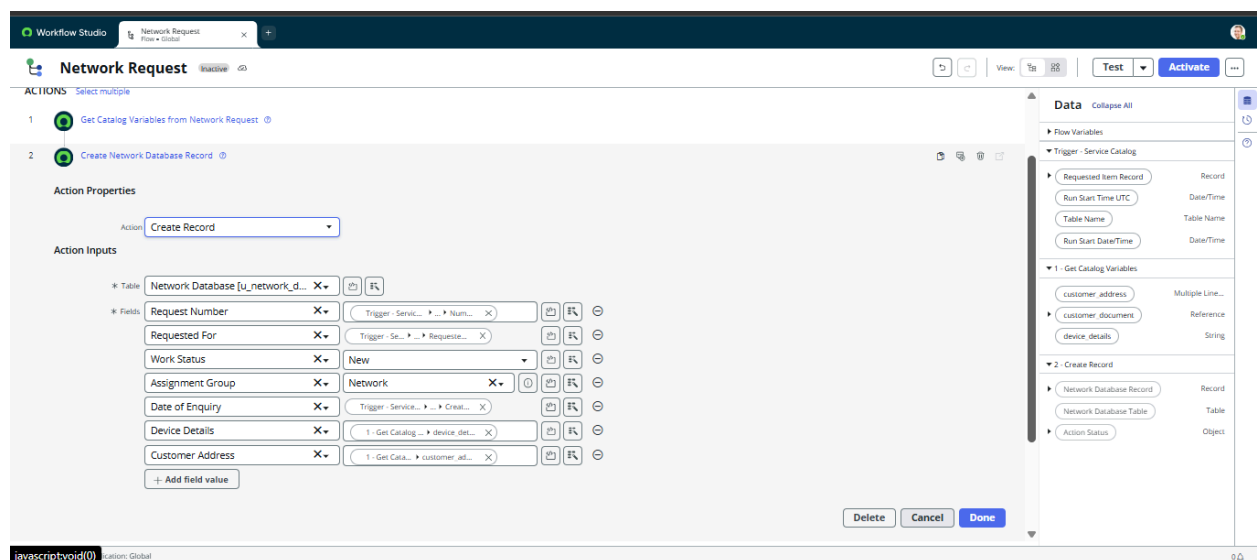 Workflow Studio
Network Request
Flow • Global
Network Request Inactive
View:
Test
Activate
ACTIONS Select multiple
1 Get Catalog Variables from Network Request
2 Create Network Database Record
Action Properties
Action Create Record
Action Inputs
* Table Network Database [u_network_d...
* Fields Request Number Trigger - Servic... ... Num...
Requested For Trigger - Se... ... Requeste...
Work Status New
Assignment Group Network
Date of Enquiry Trigger - Service... ... Creat...
Device Details 1 - Get Catalog ... device_det...
Customer Address 1 - Get Cata... customer_ad...
+ Add field value
Delete Cancel Done
Data Collapse All
Flow Variables
Trigger - Service Catalog
Requested Item Record Record
Run Start Time UTC Date/Time
Table Name Table Name
Run Start Date/Time Date/Time
1 - Get Catalog Variables
customer_address Multiple Line...
customer_document Reference
device_details String
2 - Create Record
Network Database Record Record
Network Database Table Table
Action Status Object
javascript:void(0) ication: Global
0